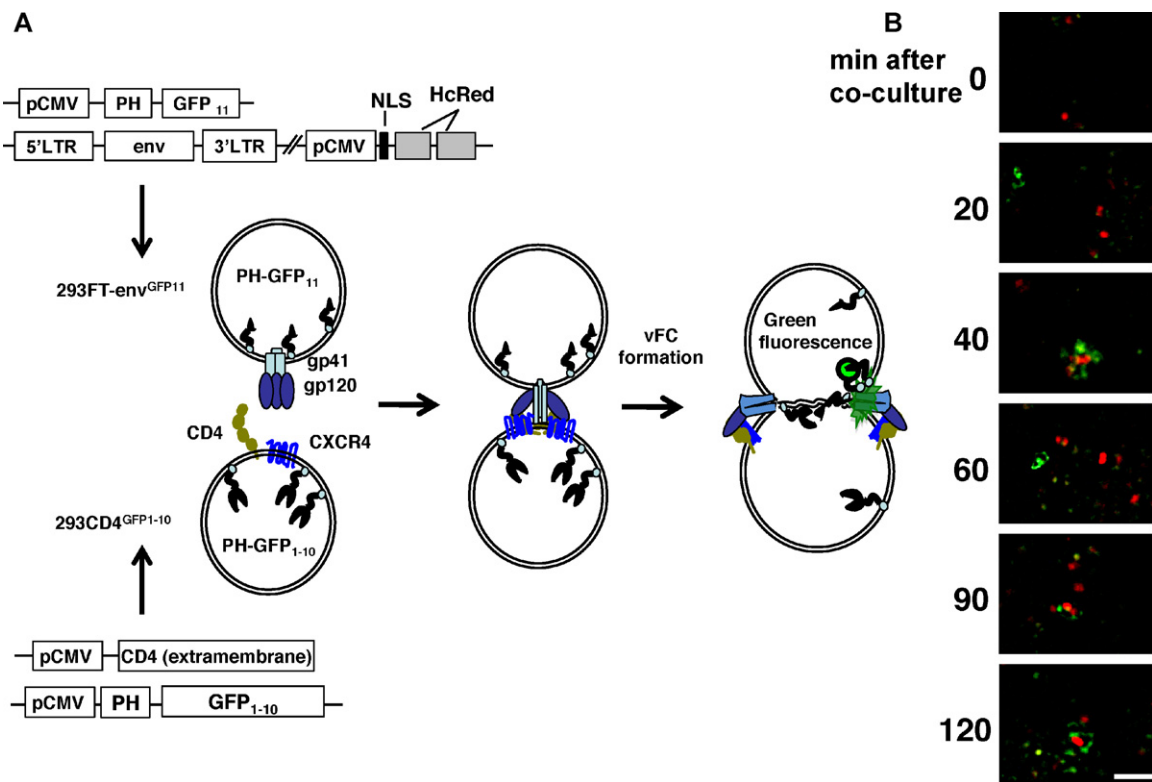 A
pCMV PH GFP11
NLS HcRed
5'LTR env 3'LTR pCMV
293FT-envGFP11
PH-GFP11
gp41
gp120
CD4
CXCR4
293CD4GFP1-10
PH-GFP1-10
vFC
formation
Green
fluorescence
pCMV CD4 (extramembrane)
pCMV PH GFP1-10
B
min after
co-culture
0
20
40
60
90
120